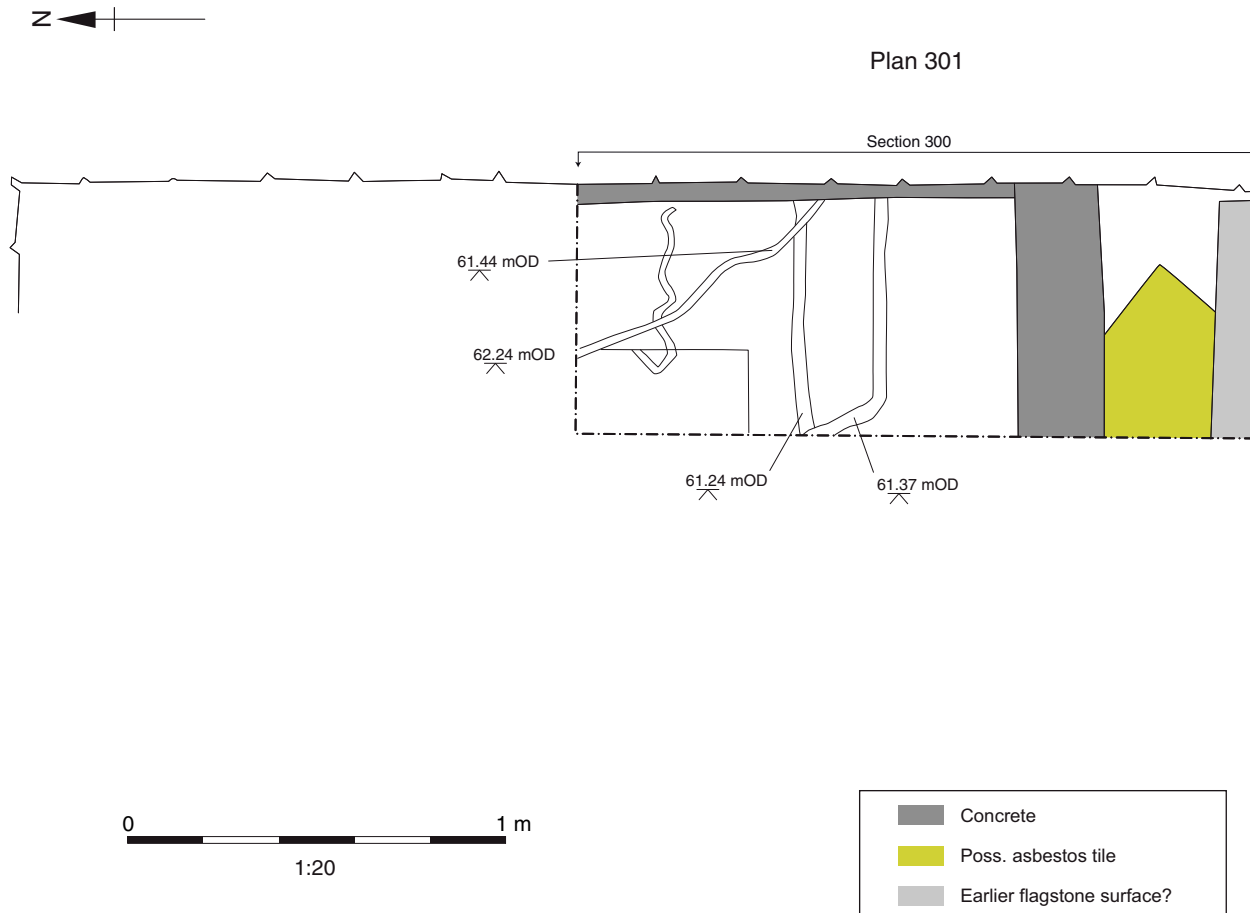 N
Plan 301
Section 300
61.44 mOD
62.24 mOD
61.24 mOD
61.37 mOD
0 1 m
1:20
Concrete
Poss. asbestos tile
Earlier flagstone surface?